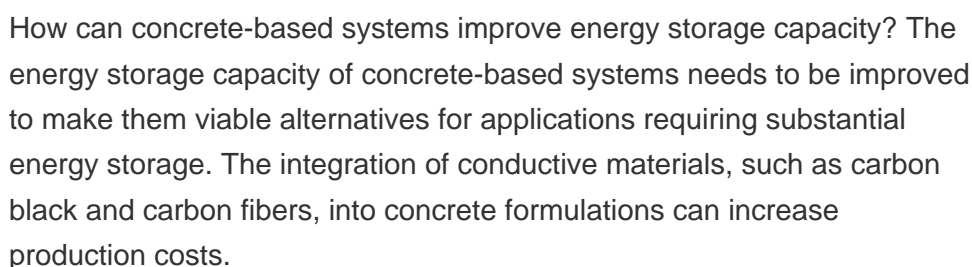 How can concrete-based systems improve energy storage capacity? The
energy storage capacity of concrete-based systems needs to be improved
to make them viable alternatives for applications requiring substantial
energy storage. The integration of conductive materials, such as carbon
black and carbon fibers, into concrete formulations can increase
production costs.